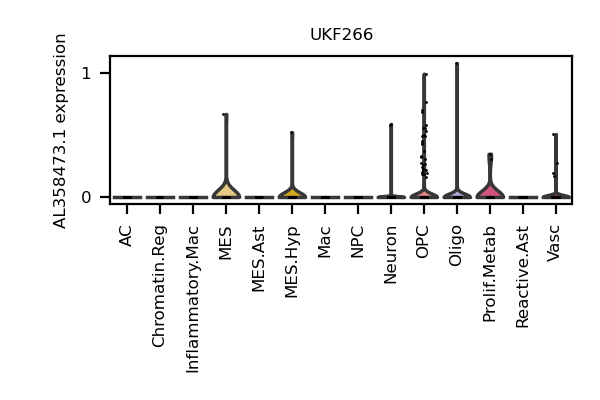 UKF266
AL358473.1 expression
1
0
AC
Chromatin.Reg
Inflammatory.Mac
MES
MES.Ast
MES.Hyp
Mac
NPC
Neuron
OPC
Oligo
Prolif.Metab
Reactive.Ast
Vasc